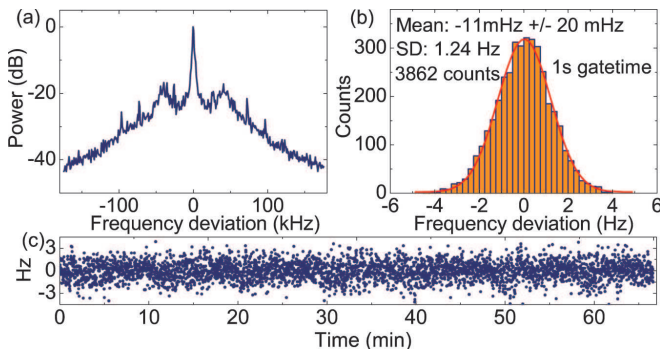 (a)
0
-20
-40
Power (dB)
-100
0
100
Frequency deviation (kHz)
(b)
Mean: -11mHz +/- 20 mHz
SD: 1.24 Hz
3862 counts
1s gatetime
300
200
100
0
Counts
-6
-4
-2
0
2
4
6
Frequency deviation (Hz)
(c)
3
0
-3
Hz
0
10
20
30
40
50
60
Time (min)